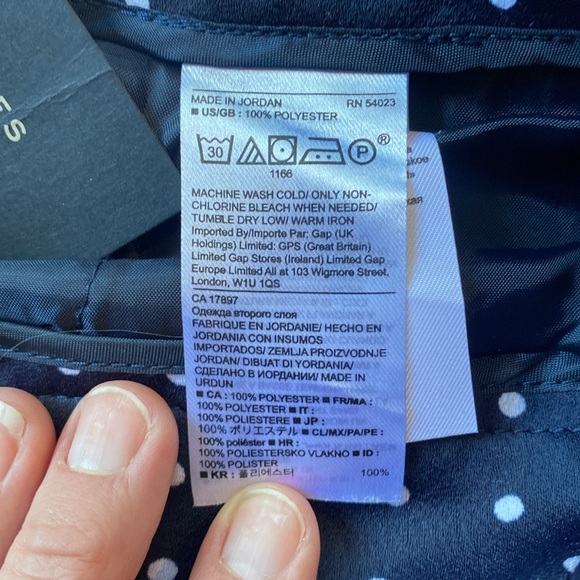 ES
MADE IN JORDAN RN 54023
■ US/GB : 100% POLYESTER
30 P ®
1166
MACHINE WASH COLD/ ONLY NON-
CHLORINE BLEACH WHEN NEEDED/
TUMBLE DRY LOW/ WARM IRON
Imported By/Importe Par: Gap (UK
Holdings) Limited: GPS (Great Britain)
Limited Gap Stores (Ireland) Limited Gap
Europe Limited All at 103 Wigmore Street,
London, W1U 1QS
CA 17897
Одежда второго слоя
FABRIQUE EN JORDANIE/ HECHO EN
JORDANIA CON INSUMOS
IMPORTADOS/ ZEMLJA PROIZVODNJE
JORDAN/ DIBUAT DI YORDANIA/
СДЕЛАНО В ИОРДАНИИ/ MADE IN
URDUN
■ CA : 100% POLYESTER ■ FR/MA :
100% POLYESTER ■ IT :
100% POLIESTERE ■ JP :
100% ポリエステル ■ CL/MX/PA/PE :
100% poliéster ■ HR :
100% POLIESTERSKO VLAKNO ■ ID :
100% POLISTER
■ KR : 폴리에스터 100%